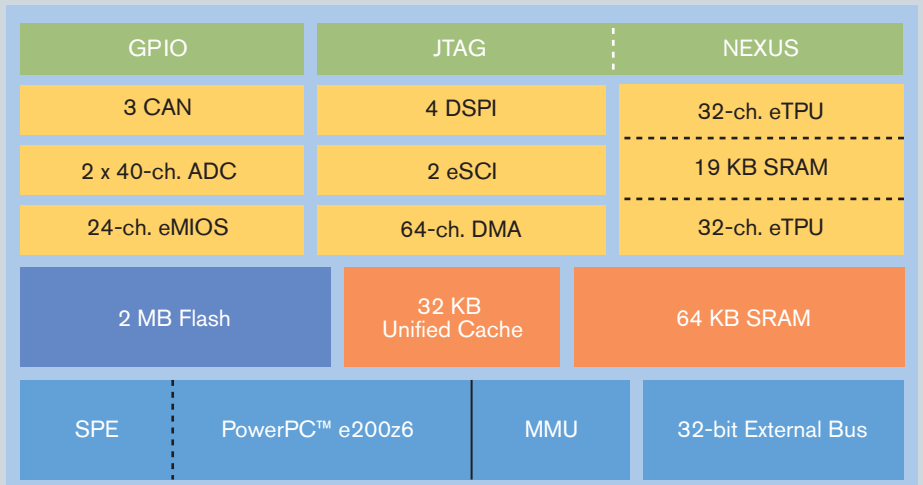 GPIO
JTAG
NEXUS
3 CAN
4 DSPI
32-ch. eTPU
2 x 40-ch. ADC
2 eSCI
19 KB SRAM
24-ch. eMIOS
64-ch. DMA
32-ch. eTPU
2 MB Flash
32 KB
Unified Cache
64 KB SRAM
SPE
PowerPC™ e200z6
MMU
32-bit External Bus